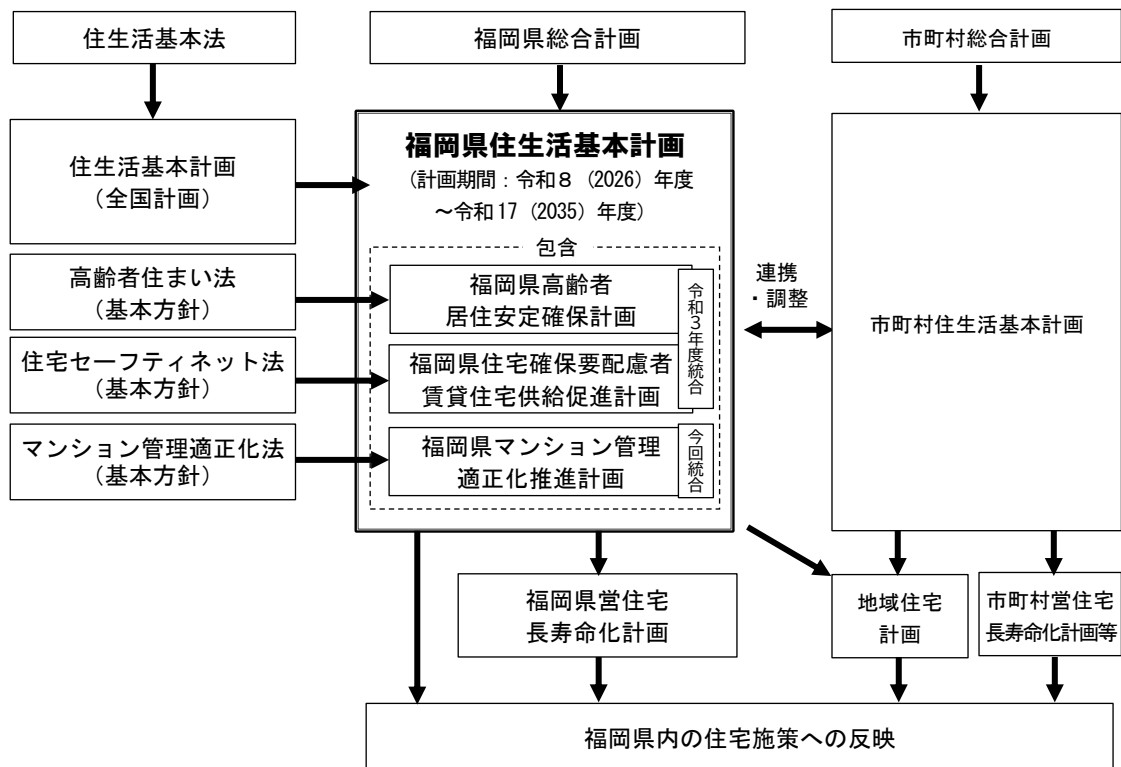 住生活基本法
福岡県総合計画
市町村総合計画
住生活基本計画
（全国計画）
福岡県住生活基本計画
（計画期間：令和８（2026）年度
～令和17（2035）年度）
包含
高齢者住まい法
（基本方針）
福岡県高齢者
居住安定確保計画
令和３年度統合
連携
・調整
市町村住生活基本計画
住宅セーフティネット法
（基本方針）
福岡県住宅確保要配慮者
賃貸住宅供給促進計画
マンション管理適正化法
（基本方針）
福岡県マンション管理
適正化推進計画
今回統合
福岡県営住宅
長寿命化計画
地域住宅
計画
市町村営住宅
長寿命化計画等
福岡県内の住宅施策への反映